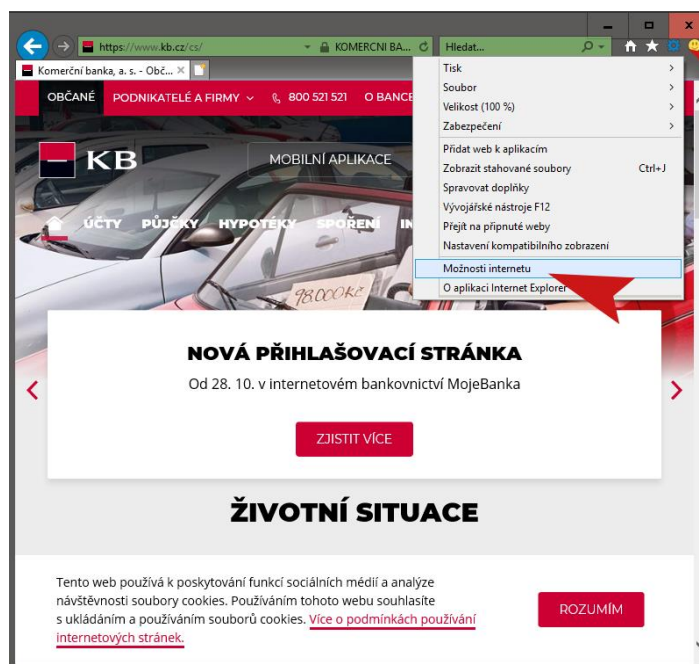 https://www.kb.cz/cs/
KOMERCNI BA...
Hledat...
Komerční banka, a. s. - Obč...
Tisk
Soubor
Velikost (100 %)
Zabezpečení
Přidat web k aplikacím
Zobrazit stahované soubory Ctrl+J
Spravovat doplňky
Vývojářské nástroje F12
Přejít na připnuté weby
Nastavení kompatibilního zobrazení
Možnosti internetu
O aplikaci Internet Explorer
OBČANÉ PODNIKATELÉ A FIRMY 800 521 521 O BANCE
KB
MOBILNÍ APLIKACE
ÚČTY PŮJČKY HYPOTÉKY SPOŘENÍ
98.000Kč
NOVÁ PŘIHLAŠOVACÍ STRÁNKA
Od 28. 10. v internetovém bankovnictví MojeBanka
ZJISTIT VÍCE
ŽIVOTNÍ SITUACE
Tento web používá k poskytování funkcí sociálních médií a analýze
návštěvnosti soubory cookies. Používáním tohoto webu souhlasíte
s ukládáním a používáním souborů cookies. Více o podmínkách používání
internetových stránek.
ROZUMÍM